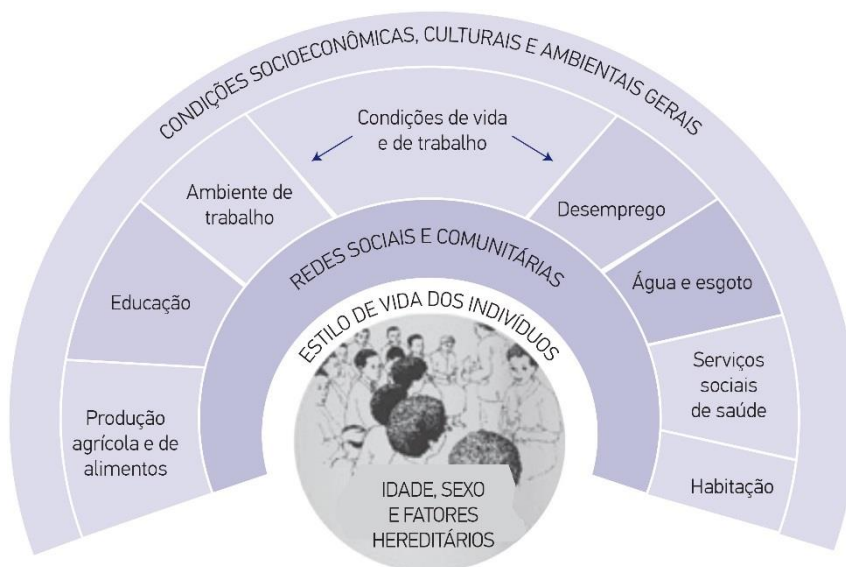 CONDIÇÕES SOCIOECONÔMICAS, CULTURAIS E AMBIENTAIS GERAIS
Condições de vida
e de trabalho
Ambiente de
trabalho
Desemprego
Educação
Água e esgoto
Produção
agrícola e de
alimentos
Serviços
sociais
de saúde
Habitação
REDES SOCIAIS E COMUNITÁRIAS
ESTILO DE VIDA DOS INDIVÍDUOS
IDADE, SEXO
E FATORES
HEREDITÁRIOS